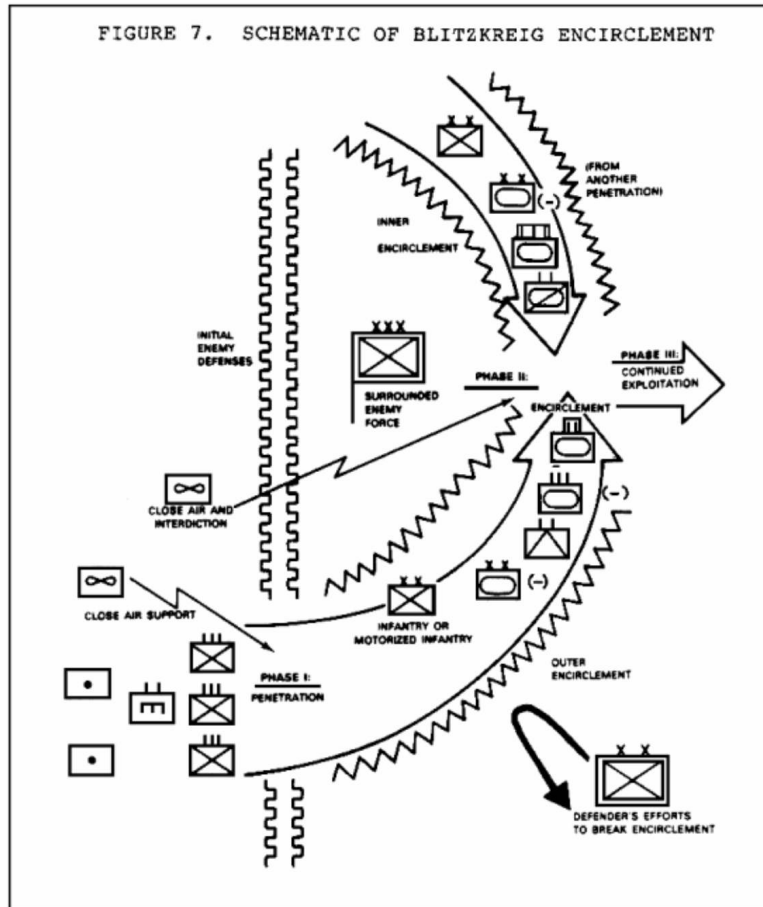 FIGURE 7. SCHEMATIC OF BLITZKREIG ENCIRCLEMENT
(FROM
ANOTHER
PENETRATION)
(-)
INNER
ENCIRCLEMENT
INITIAL
ENEMY
DEFENSES
SURROUNDED
ENEMY
FORCE
PHASE II:
ENCIRCLEMENT
PHASE III:
CONTINUED
EXPLOITATION
CLOSE AIR AND
INTERDICTION
(-)
(-)
CLOSE AIR SUPPORT
INFANTRY OR
MOTORIZED INFANTRY
OUTER
ENCIRCLEMENT
PHASE I:
PENETRATION
DEFENDER'S EFFORTS
TO BREAK ENCIRCLEMENT